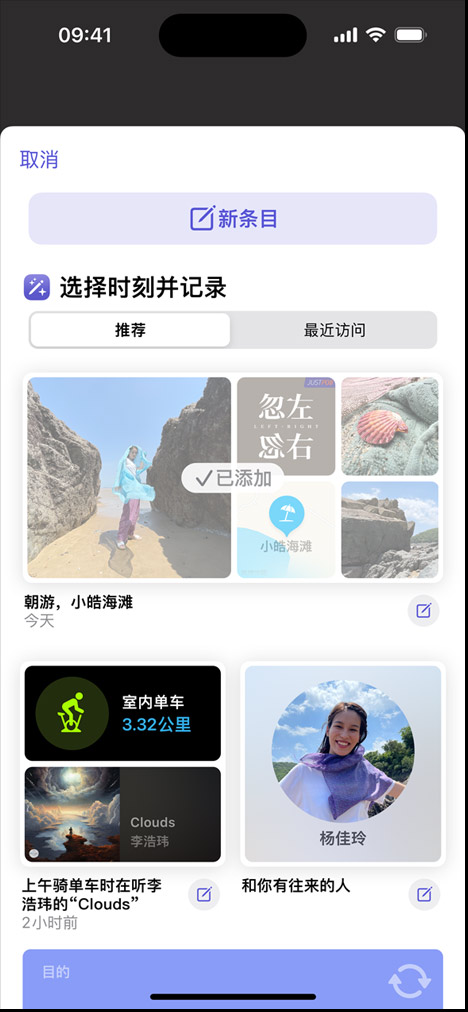 09:41
取消
新条目
选择时刻并记录
推荐
最近访问
JUSTPOD
忽左
LEFT-RIGHT
忽右
已添加
小皓海滩
朝游，小皓海滩
今天
室内单车
3.32公里
Clouds
李浩玮
杨佳玲
上午骑单车时在听李
浩玮的“Clouds”
2小时前
和你有往来的人
目的